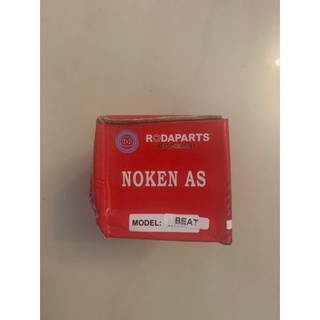 RODAPARTS
NOKEN AS
MODEL: BEAT